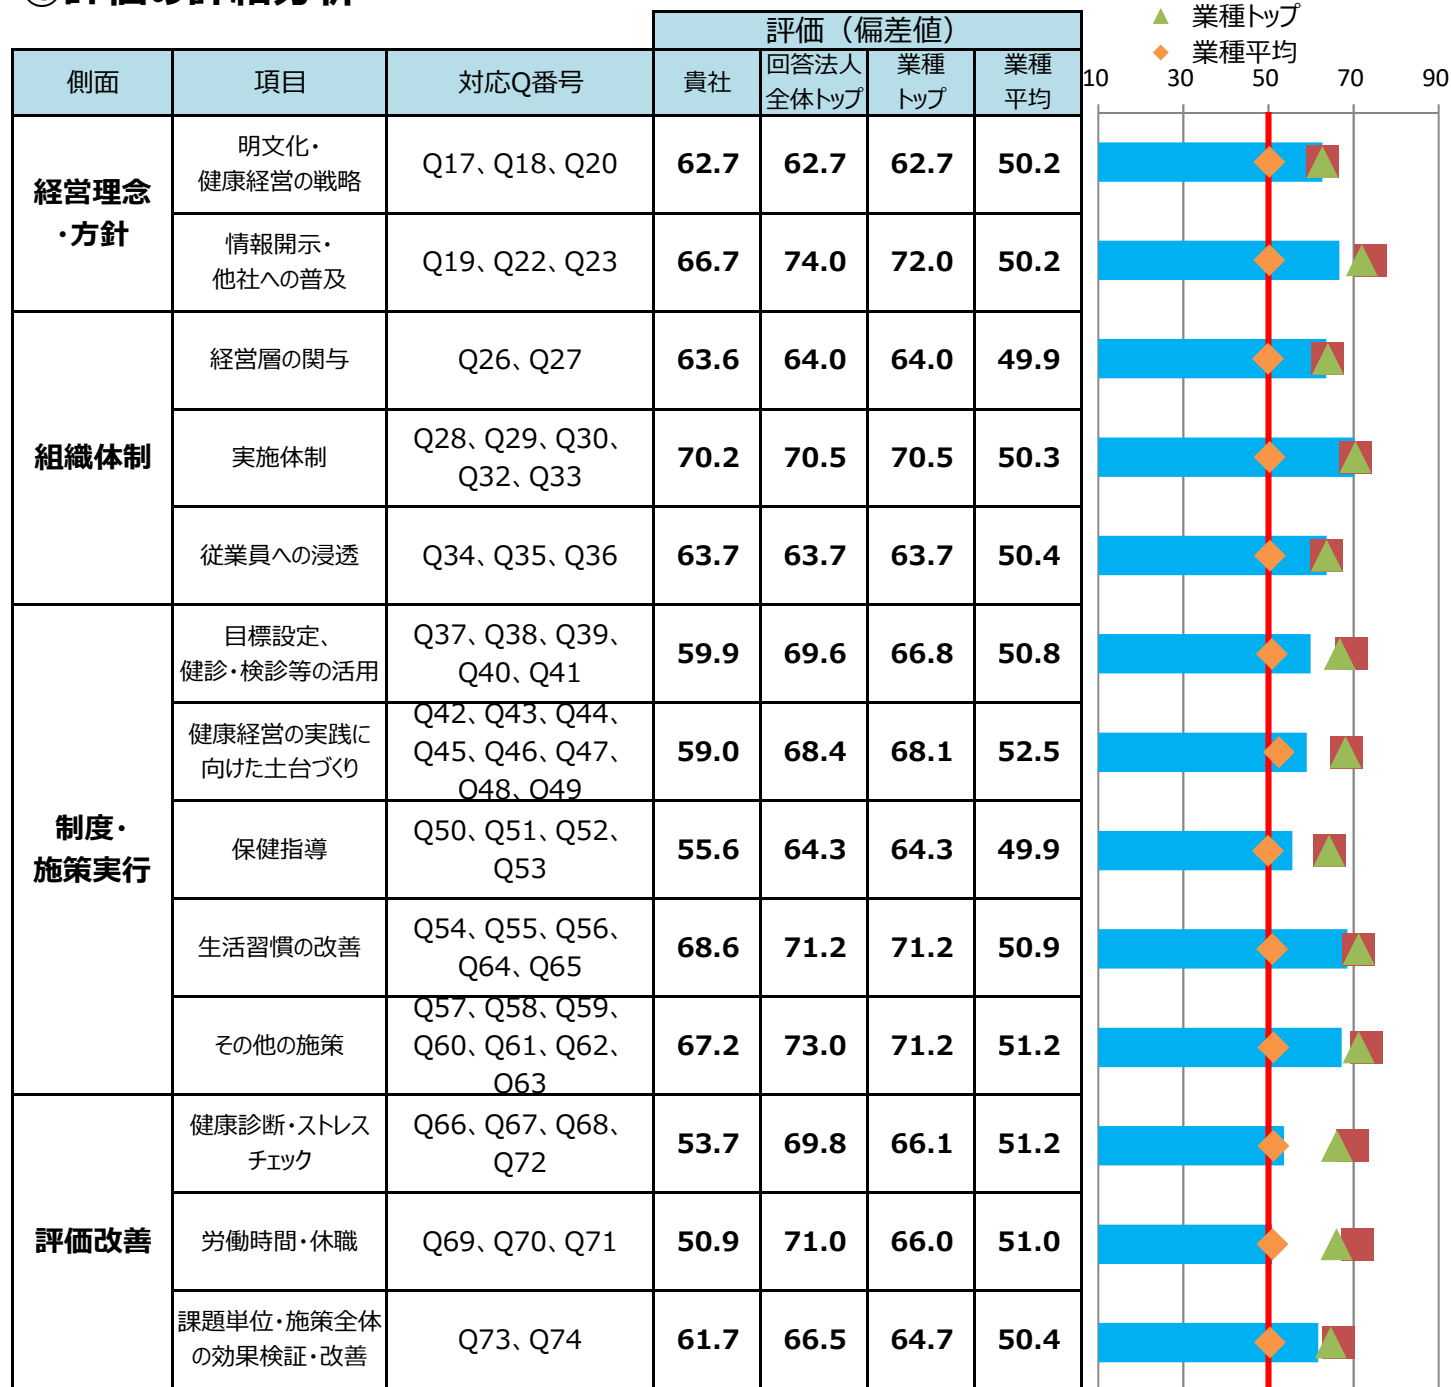 評価（偏差値）
▲ 業種トップ
◆ 業種平均
側面 項目 対応Q番号 貴社 回答法人 業種 業種
全体トップ トップ 平均
10 30 50 70 90
経営理念
・方針
明文化・
健康経営の戦略
Q17、Q18、Q20 62.7 62.7 62.7 50.2
情報開示・
他社への普及
Q19、Q22、Q23 66.7 74.0 72.0 50.2
組織体制
経営層の関与 Q26、Q27 63.6 64.0 64.0 49.9
実施体制
Q28、Q29、Q30、
Q32、Q33
70.2 70.5 70.5 50.3
従業員への浸透 Q34、Q35、Q36 63.7 63.7 63.7 50.4
制度・
施策実行
目標設定、
健診・検診等の活用
Q37、Q38、Q39、
Q40、Q41
59.9 69.6 66.8 50.8
健康経営の実践に
向けた土台づくり
Q42、Q43、Q44、
Q45、Q46、Q47、
Q48、Q49
59.0 68.4 68.1 52.5
保健指導
Q50、Q51、Q52、
Q53
55.6 64.3 64.3 49.9
生活習慣の改善
Q54、Q55、Q56、
Q64、Q65
68.6 71.2 71.2 50.9
その他の施策
Q57、Q58、Q59、
Q60、Q61、Q62、
Q63
67.2 73.0 71.2 51.2
評価改善
健康診断・ストレス
チェック
Q66、Q67、Q68、
Q72
53.7 69.8 66.1 51.2
労働時間・休職 Q69、Q70、Q71 50.9 71.0 66.0 51.0
課題単位・施策全体
の効果検証・改善
Q73、Q74 61.7 66.5 64.7 50.4